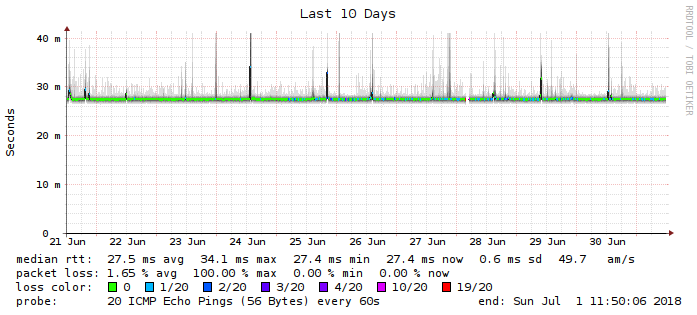 Last 10 Days
RRDTOOL / TOBI OETIKER
Seconds
40 m
30 m
20 m
10 m
0
21 Jun 22 Jun 23 Jun 24 Jun 25 Jun 26 Jun 27 Jun 28 Jun 29 Jun 30 Jun
median rtt: 27.5 ms avg 34.1 ms max 27.4 ms min 27.4 ms now 0.6 ms sd 49.7 am/s
packet loss: 1.65 % avg 100.00 % max 0.00 % min 0.00 % now
loss color: 0 1/20 2/20 3/20 4/20 10/20 19/20
probe: 20 ICMP Echo Pings (56 Bytes) every 60s end: Sun Jul 1 11:50:06 2018